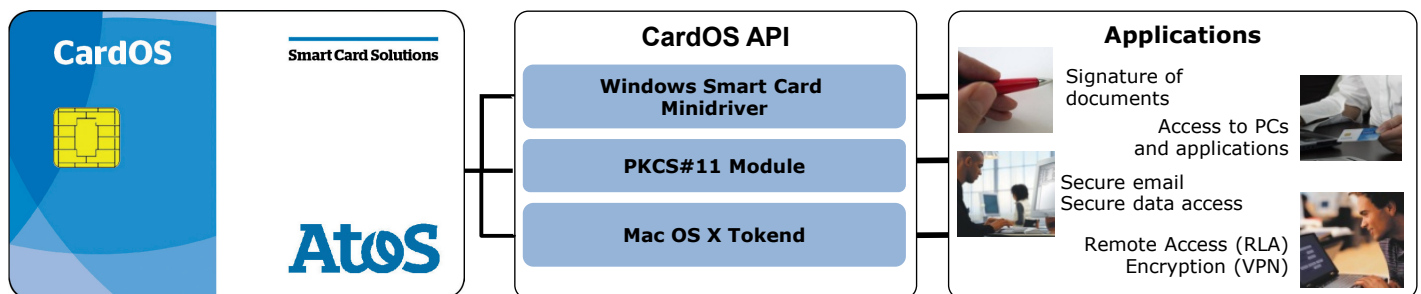 CardOS
Smart Card Solutions
Atos
CardOS API
Windows Smart Card
Minidriver
PKCS#11 Module
Mac OS X Tokend
Applications
Signature of
documents
Access to PCs
and applications
Secure email
Secure data access
Remote Access (RLA)
Encryption (VPN)